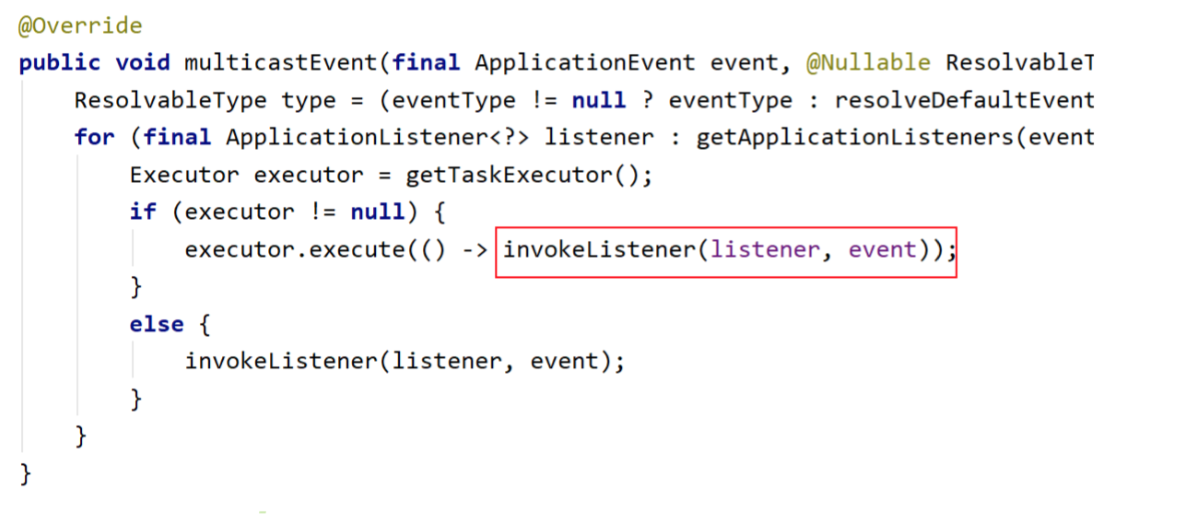 @Override
public void multicastEvent(final ApplicationEvent event, @Nullable ResolvableT
ResolvableType type = (eventType != null ? eventType : resolveDefaultEvent
for (final ApplicationListener<?> listener : getApplicationListeners(event
Executor executor = getTaskExecutor();
if (executor != null) {
executor.execute(() -> invokeListener(listener, event));
}
else {
invokeListener(listener, event);
}
}
}